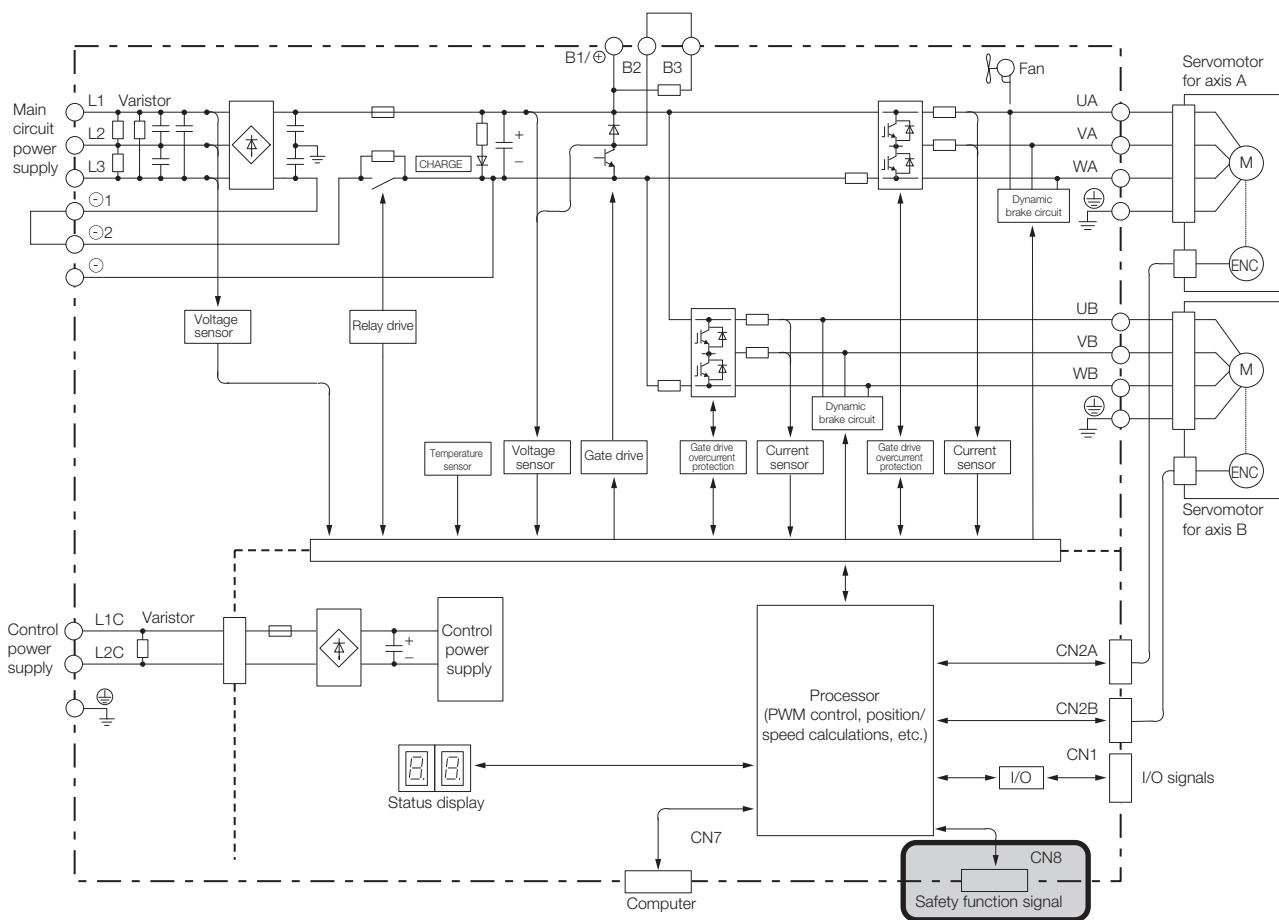 B1/⊕
B2
B3
Fan
Servomotor
for axis A
Main
circuit
power
supply
L1
Varistor
L2
L3
⊖1
⊖2
⊖
CHARGE
+
–
UA
VA
WA
M
Dynamic
brake circuit
ENC
Voltage
sensor
Relay drive
UB
VB
WB
M
Dynamic
brake circuit
Temperature
sensor
Voltage
sensor
Gate drive
Gate drive
overcurrent
protection
Current
sensor
Gate drive
overcurrent
protection
Current
sensor
ENC
Servomotor
for axis B
Control
power
supply
L1C
Varistor
L2C
+
–
Control
power
supply
Processor
(PWM control, position/
speed calculations, etc.)
CN2A
CN2B
CN1
I/O
I/O signals
8. 8.
Status display
CN7
Computer
CN8
Safety function signal